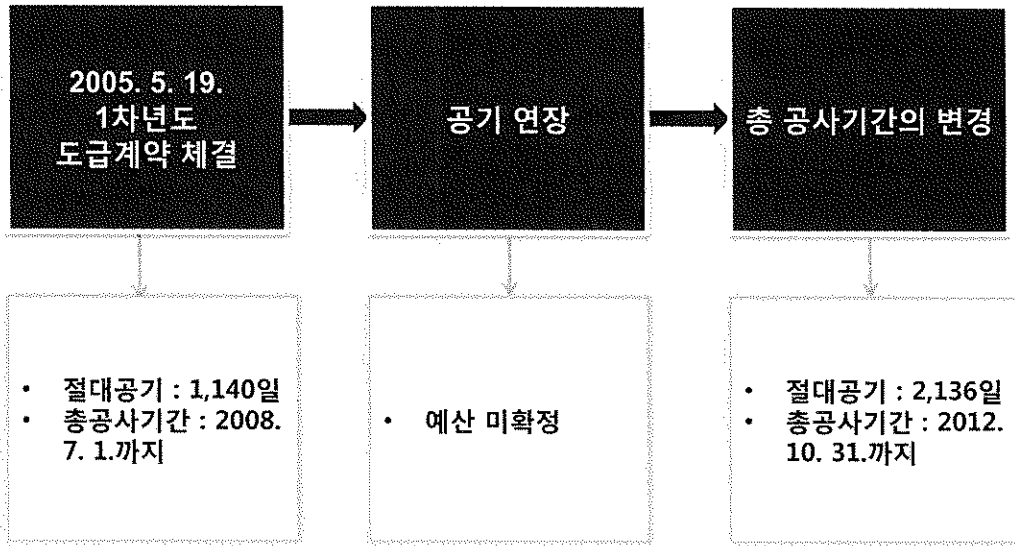 2005. 5. 19.
1차년도
도급계약 체결
공기 연장
총 공사기간의 변경
• 절대공기 : 1,140일
• 총공사기간 : 2008.
7. 1.까지
• 예산 미확정
• 절대공기 : 2,136일
• 총공사기간 : 2012.
10. 31.까지